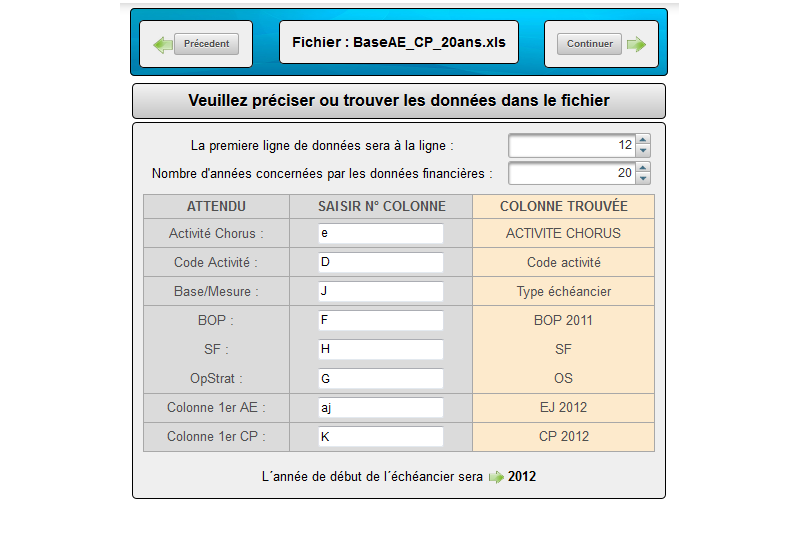 Précedent
Fichier : BaseAE_CP_20ans.xls
Continuer
Veuillez préciser ou trouver les données dans le fichier
La premiere ligne de données sera à la ligne : 12
Nombre d'années concernées par les données financières : 20
ATTENDU SAISIR N° COLONNE COLONNE TROUVÉE
Activité Chorus : e ACTIVITE CHORUS
Code Activité : D Code activité
Base/Mesure : J Type échéancier
BOP : F BOP 2011
SF : H SF
OpStrat : G OS
Colonne 1er AE : aj EJ 2012
Colonne 1er CP : K CP 2012
L´année de début de l´échéancier sera 2012